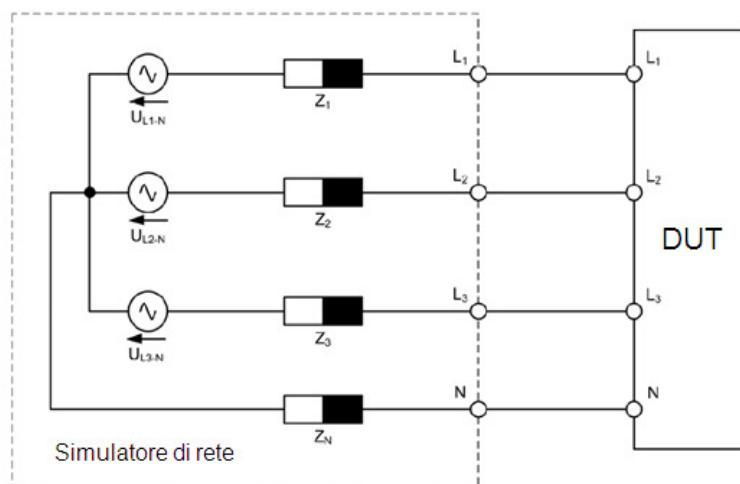 L1
L1
UL1-N
Z1
L2
L2
UL2-N
Z2
DUT
L3
L3
UL3-N
Z3
N
N
ZN
Simulatore di rete